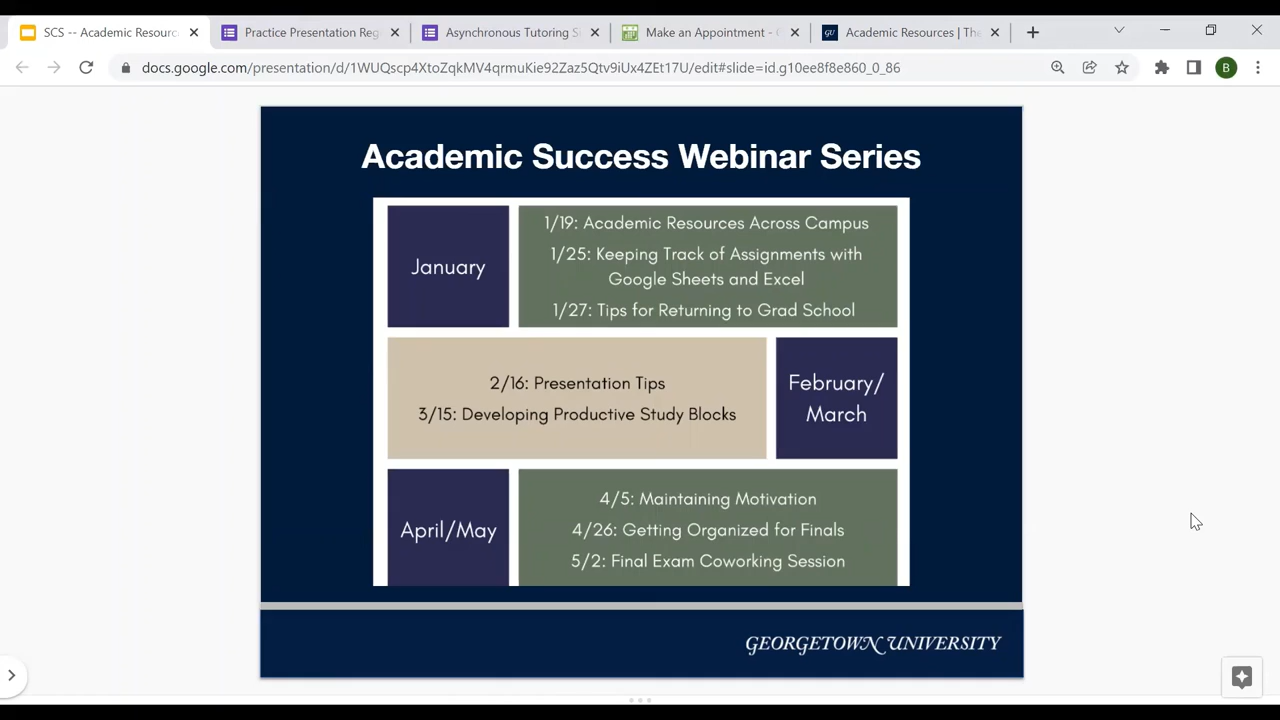 SCS -- Academic Resourc
Practice Presentation Reg
Asynchronous Tutoring S
Make an Appointment -
Academic Resources | The
docs.google.com/presentation/d/1WUQscp4XtoZqkMV4qrmuKie92Zaz5Qtv9iUx4ZEt17U/edit#slide=id.g10ee8f8e860_0_86
B
Academic Success Webinar Series
January
1/19: Academic Resources Across Campus
1/25: Keeping Track of Assignments with
Google Sheets and Excel
1/27: Tips for Returning to Grad School
2/16: Presentation Tips
3/15: Developing Productive Study Blocks
February/
March
April/May
4/5: Maintaining Motivation
4/26: Getting Organized for Finals
5/2: Final Exam Coworking Session
GEORGETOWN UNIVERSITY